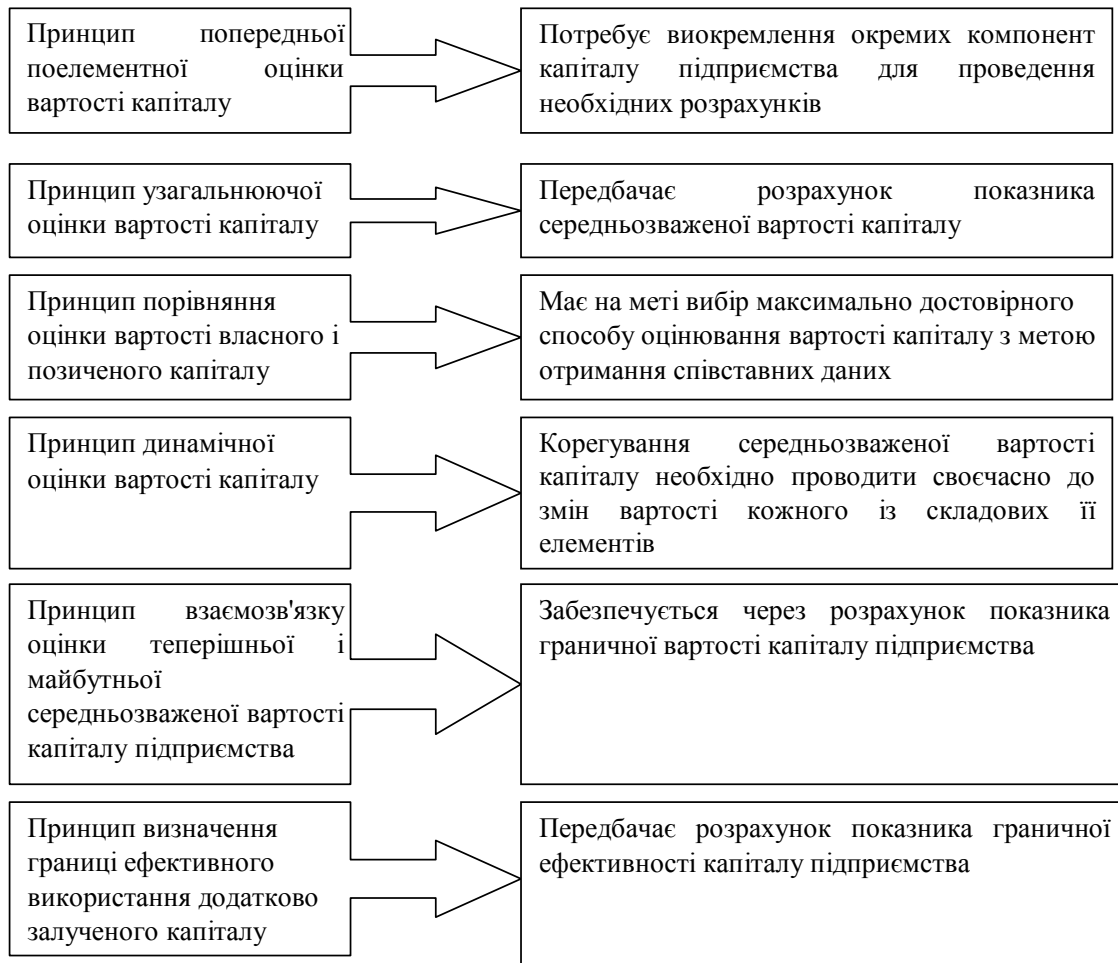 Принцип попередньої
поелементної оцінки
вартості капіталу
Потребує виокремлення окремих компонент
капіталу підприємства для проведення
необхідних розрахунків
Принцип узагальнюючої
оцінки вартості капіталу
Передбачає розрахунок показника
середньозваженої вартості капіталу
Принцип порівняння
оцінки вартості власного і
позиченого капіталу
Має на меті вибір максимально достовірного
способу оцінювання вартості капіталу з метою
отримання співставних даних
Принцип динамічної
оцінки вартості капіталу
Корегування середньозваженої вартості
капіталу необхідно проводити своєчасно до
змін вартості кожного із складових її
елементів
Принцип взаємозв'язку
оцінки теперішньої і
майбутньої
середньозваженої вартості
капіталу підприємства
Забезпечується через розрахунок показника
граничної вартості капіталу підприємства
Принцип визначення
границі ефективного
використання додатково
залученого капіталу
Передбачає розрахунок показника граничної
ефективності капіталу підприємства